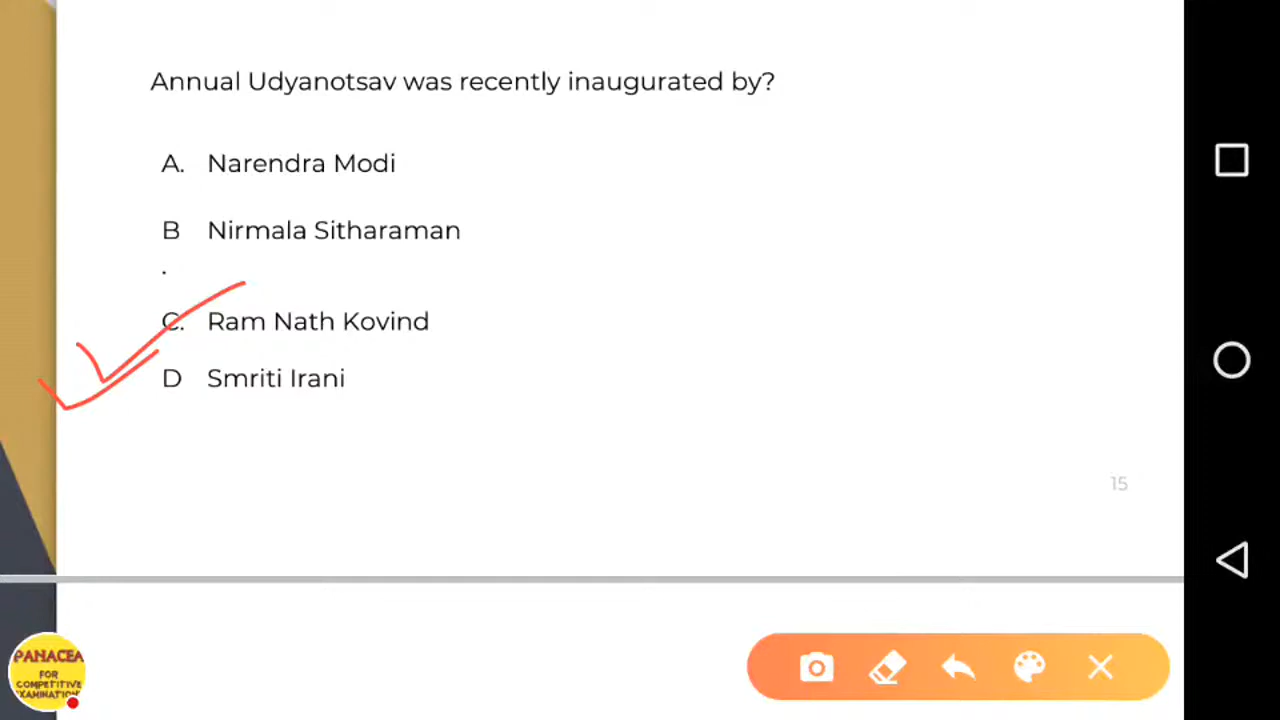 Annual Udyanotsav was recently inaugurated by?
A. Narendra Modi
B Nirmala Sitharaman
.
C. Ram Nath Kovind
D Smriti Irani
15
PANACEA
FOR
COMPETITIVE
EXAMINATION